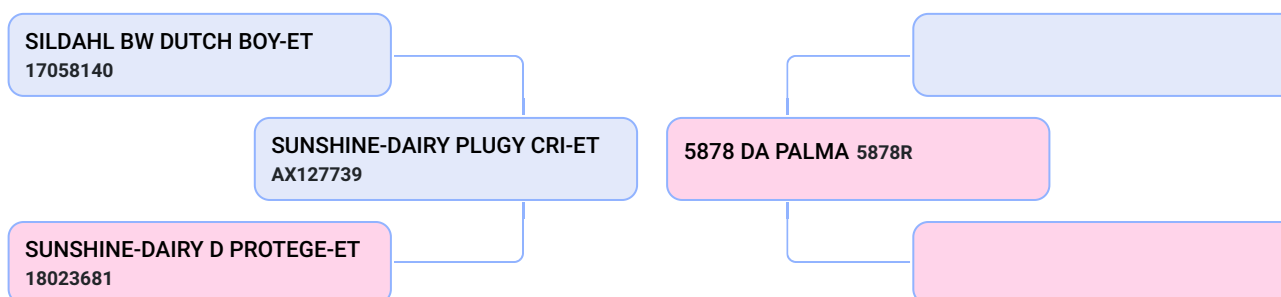 SILDAHL BW DUTCH BOY-ET
17058140
SUNSHINE-DAIRY PLUGY CRI-ET
AX127739
5878 DA PALMA 5878R
SUNSHINE-DAIRY D PROTEGE-ET
18023681